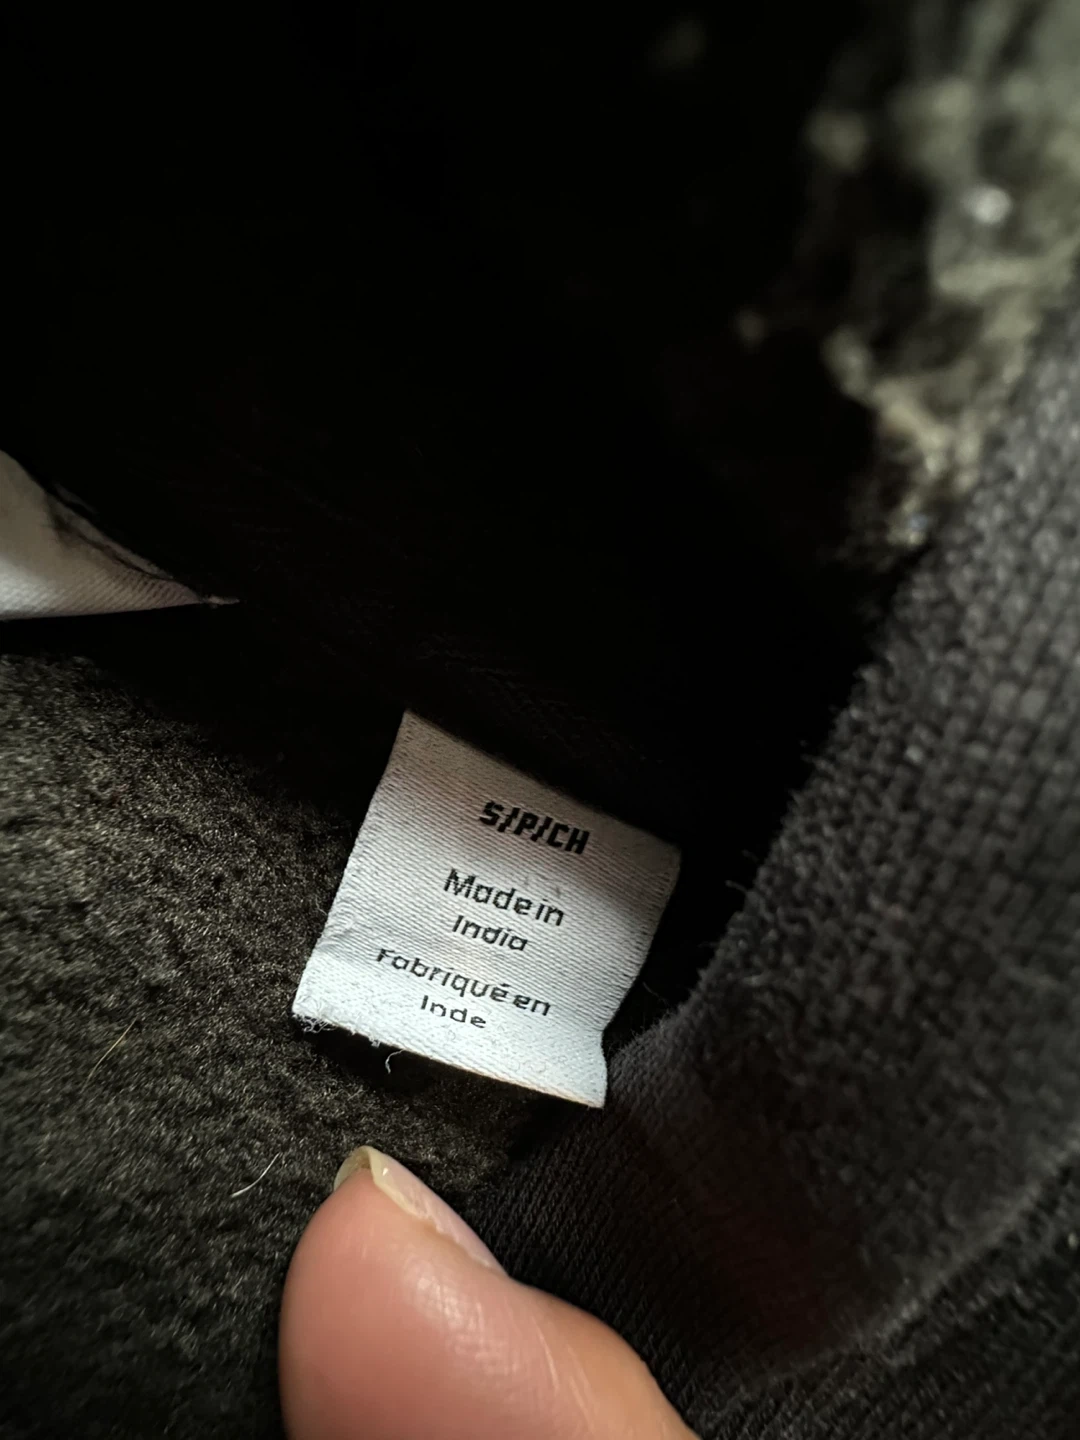 S/P/CH
Made in
India
Fabriqué en
Inde